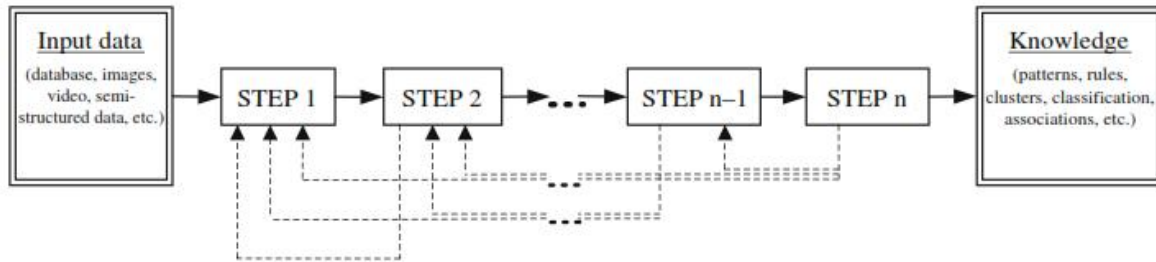 Input data
(database, images,
video, semi-
structured data, etc.)
STEP 1
STEP 2
...
STEP n–1
STEP n
Knowledge
(patterns, rules,
clusters, classification,
associations, etc.)
...
...